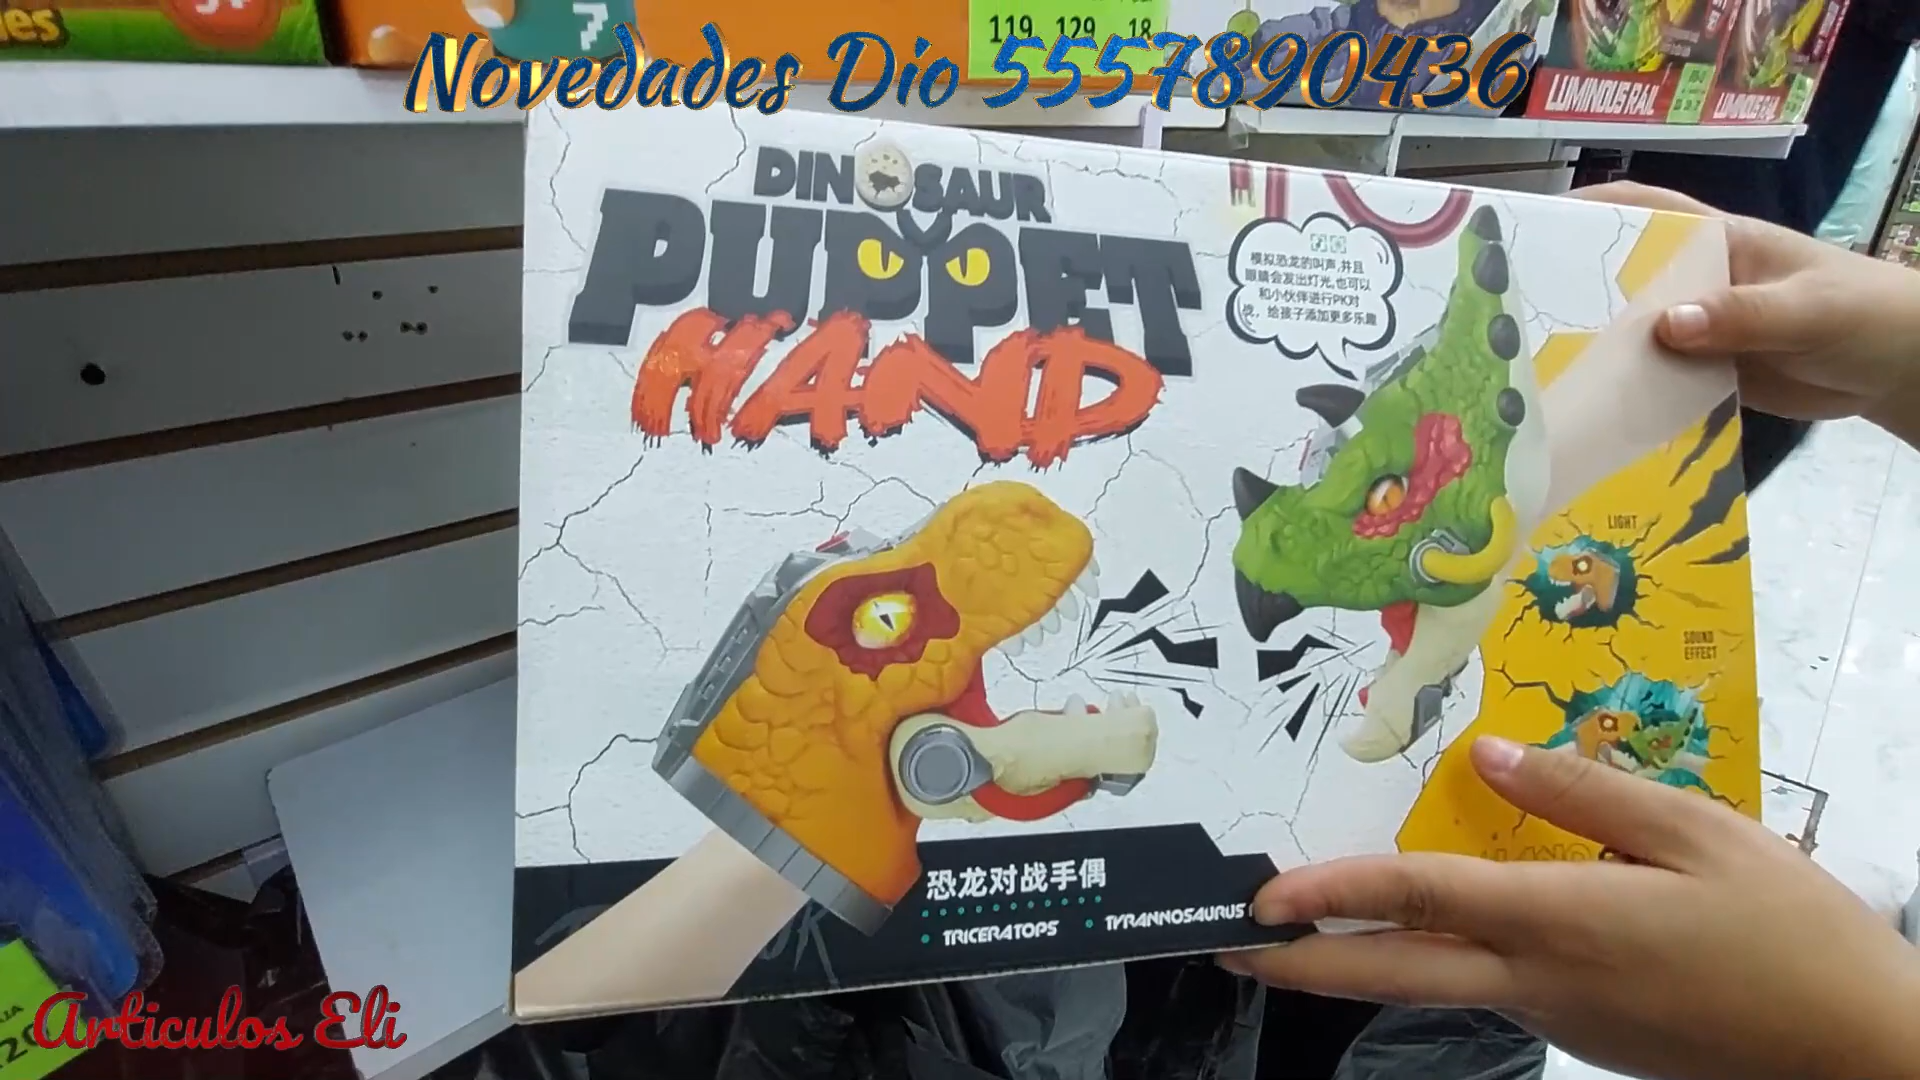 5+
7
119 129 18
Novedades Dio 5557890436
LUMINOUS RAIL
LUMINOUS RAIL
DINOSAUR
PUPPET
HAND
模拟恐龙的叫声,并且
眼睛会发出灯光,也可以
和小伙伴进行PK对
战，给孩子添加更多乐趣
LIGHT
SOUND
EFFECT
恐龙对战手偶
TRICERATOPS
TYRANNOSAURUS
Articulos Eli